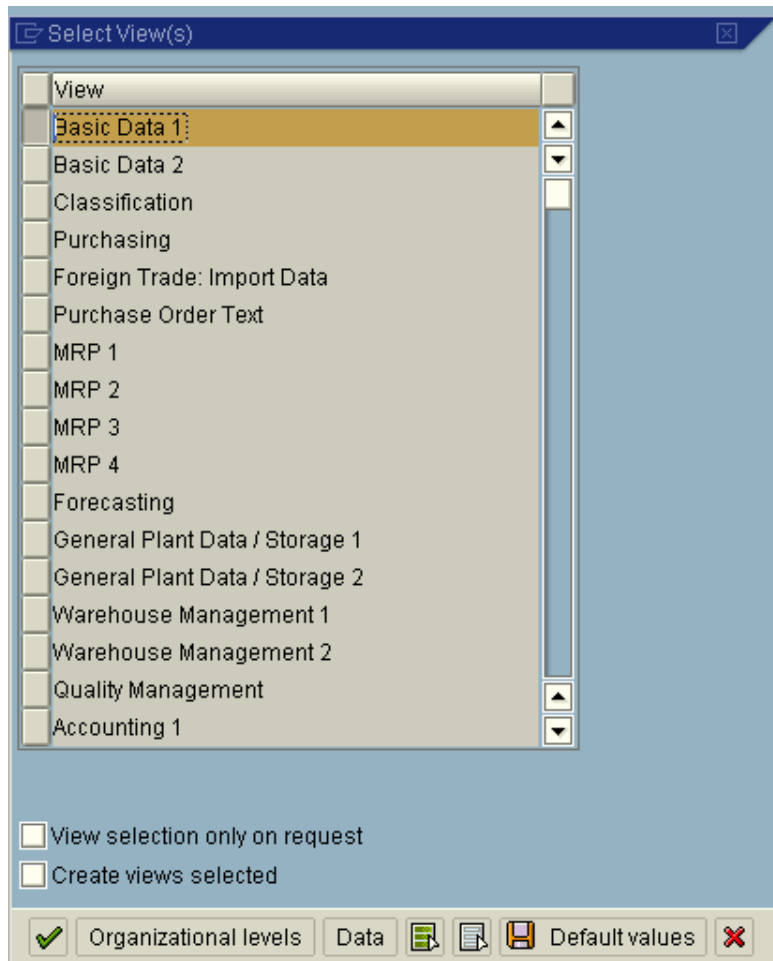 Select View(s)
View
Basic Data 1
Basic Data 2
Classification
Purchasing
Foreign Trade: Import Data
Purchase Order Text
MRP 1
MRP 2
MRP 3
MRP 4
Forecasting
General Plant Data / Storage 1
General Plant Data / Storage 2
Warehouse Management 1
Warehouse Management 2
Quality Management
Accounting 1
View selection only on request
Create views selected
Organizational levels Data Default values